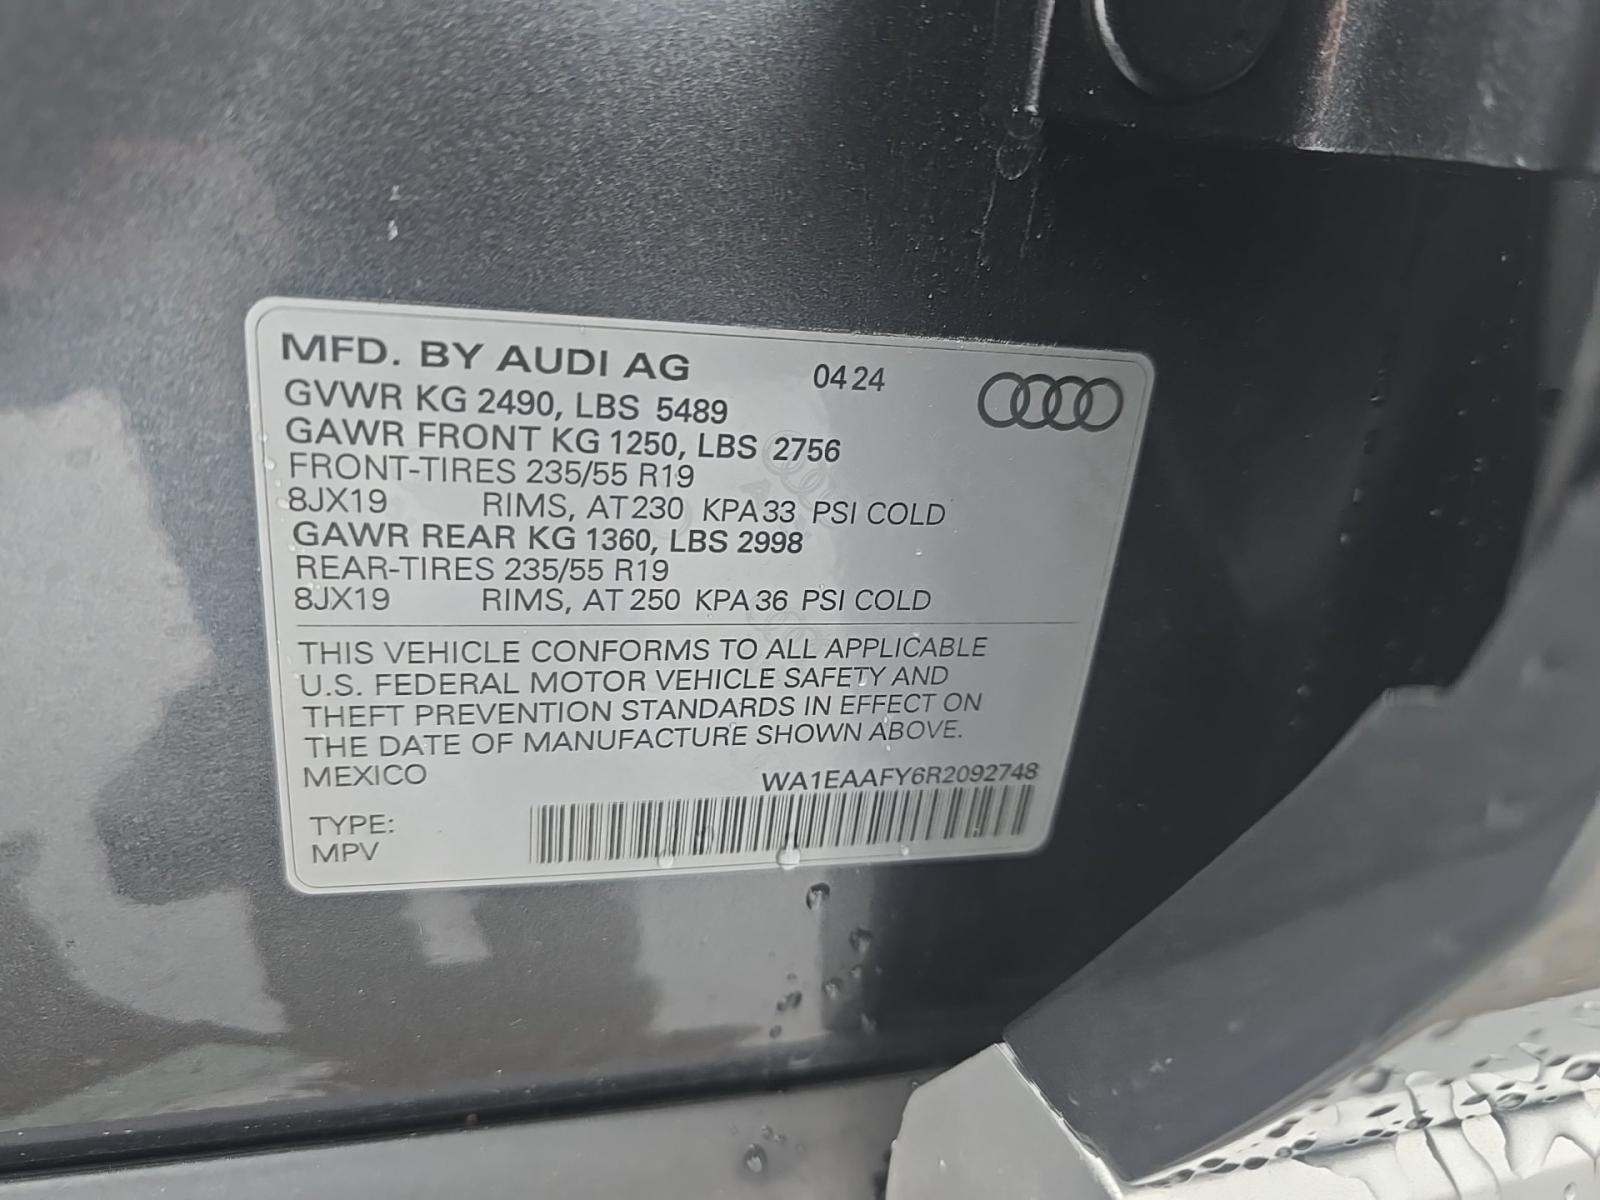 MFD. BY AUDI AG 04 24
GVWR KG 2490, LBS 5489
GAWR FRONT KG 1250, LBS 2756
FRONT-TIRES 235/55 R19
8JX19 RIMS, AT 230 KPA 33 PSI COLD
GAWR REAR KG 1360, LBS 2998
REAR-TIRES 235/55 R19
8JX19 RIMS, AT 250 KPA 36 PSI COLD
THIS VEHICLE CONFORMS TO ALL APPLICABLE
U.S. FEDERAL MOTOR VEHICLE SAFETY AND
THEFT PREVENTION STANDARDS IN EFFECT ON
THE DATE OF MANUFACTURE SHOWN ABOVE.
MEXICO WA1EAAFY6R2092748
TYPE:
MPV